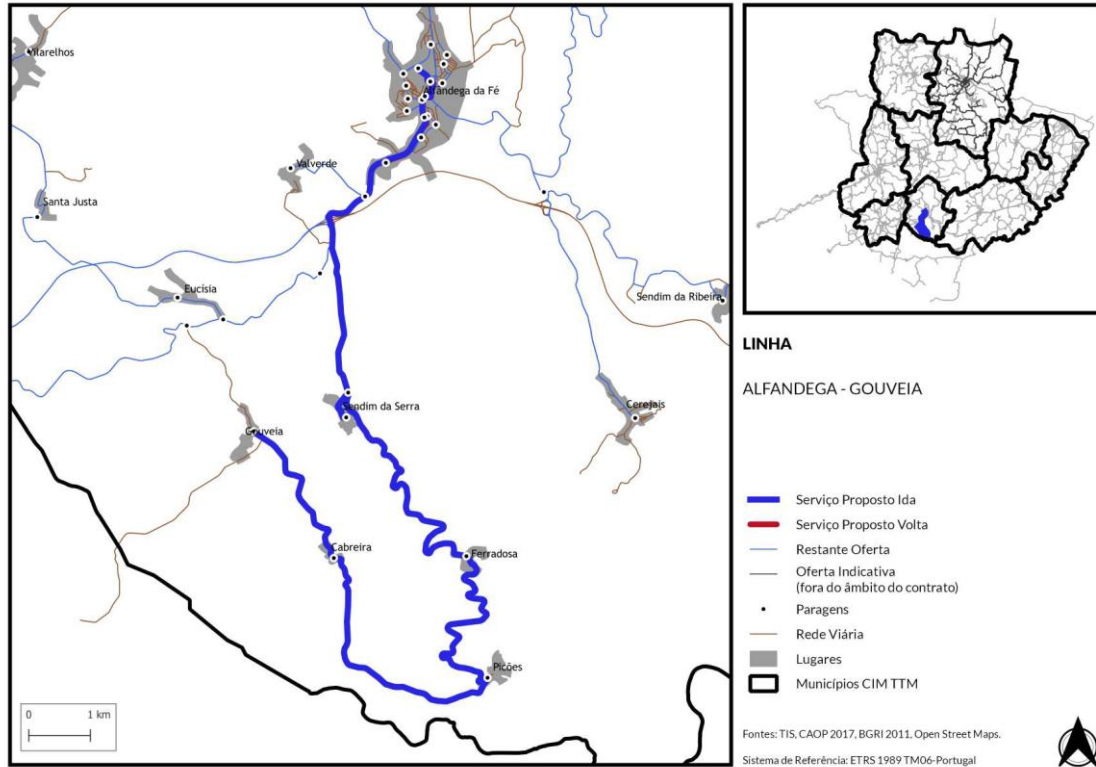 Vilarelhos
Alfândega da Fé
Valverde
Santa Justa
Eucisia
Sendim da Ribeira
Sendim da Serra
Cerejais
Gouveia
Cabreira
Ferradosa
Picões
0 1 km
LINHA
ALFANDEGA - GOUVEIA
Serviço Proposto Ida
Serviço Proposto Volta
Restante Oferta
Oferta Indicativa
(fora do âmbito do contrato)
Paragens
Rede Viária
Lugares
Municípios CIM TTM
Fontes: TIS, CAOP 2017, BGRI 2011, Open Street Maps.
Sistema de Referência: ETRS 1989 TM06-Portugal